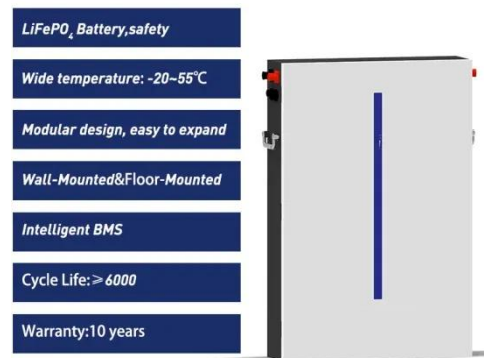 LiFePO₄ Battery,safety
Wide temperature: -20~55℃
Modular design, easy to expand
Wall-Mounted&Floor-Mounted
Intelligent BMS
Cycle Life:≥6000
Warranty:10 years